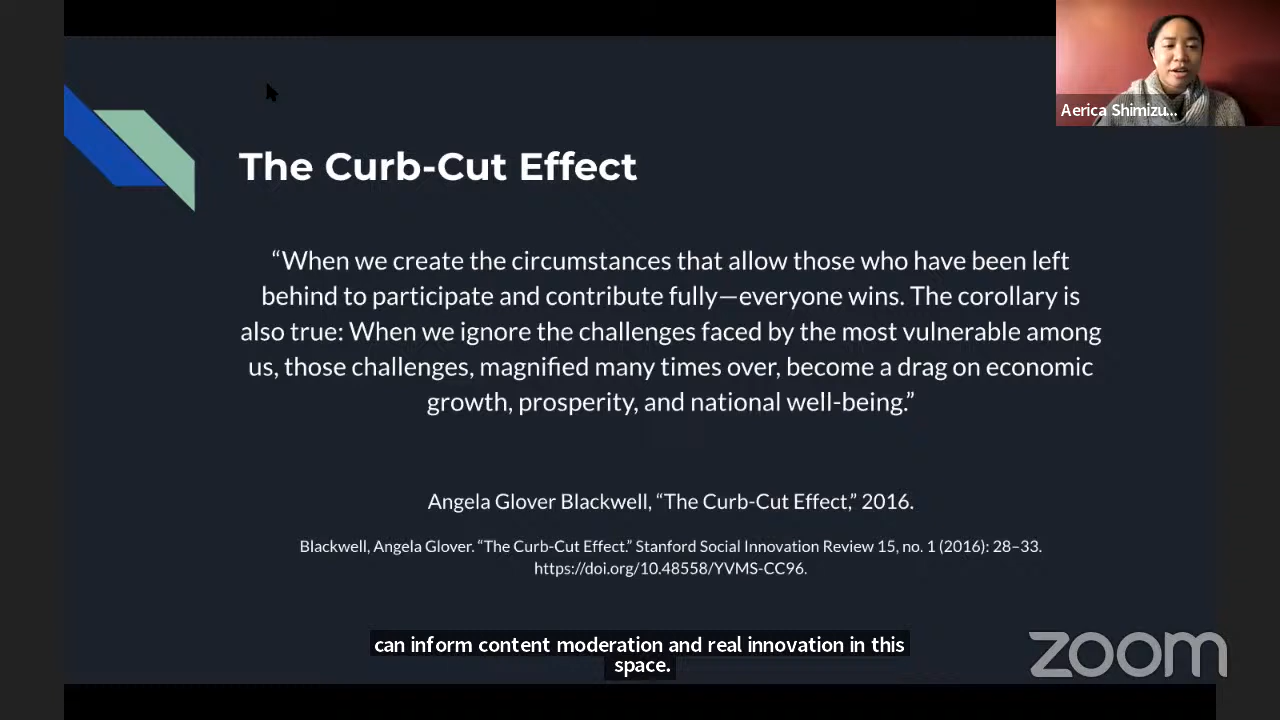 Aerica Shimizu...
The Curb-Cut Effect
“When we create the circumstances that allow those who have been left
behind to participate and contribute fully—everyone wins. The corollary is
also true: When we ignore the challenges faced by the most vulnerable among
us, those challenges, magnified many times over, become a drag on economic
growth, prosperity, and national well-being.”
Angela Glover Blackwell, “The Curb-Cut Effect,” 2016.
Blackwell, Angela Glover. “The Curb-Cut Effect.” Stanford Social Innovation Review 15, no. 1 (2016): 28–33.
https://doi.org/10.48558/YVMS-CC96.
can inform content moderation and real innovation in this
space.
zoom